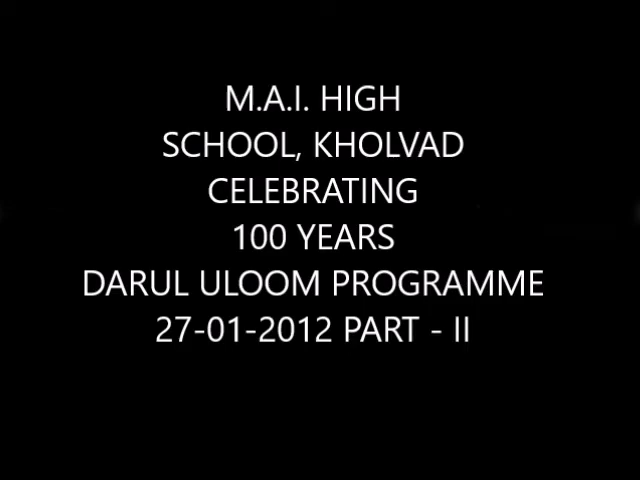 M.A.I. HIGH
SCHOOL, KHOLVAD
CELEBRATING
100 YEARS
DARUL ULOOM PROGRAMME
27-01-2012 PART - II